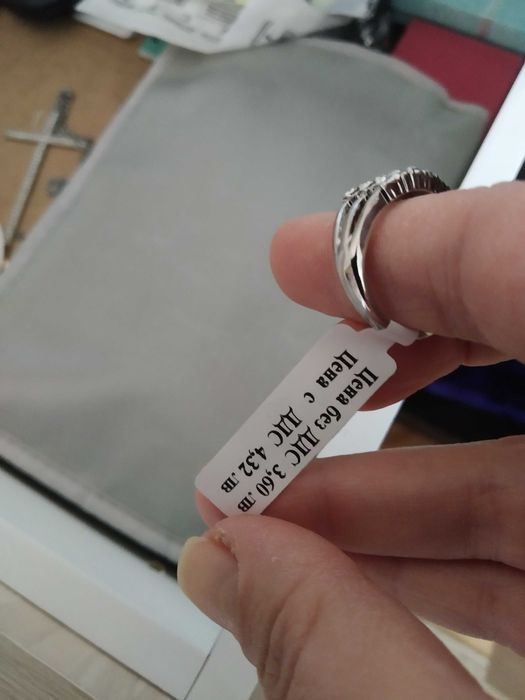 Цена без ДДС 3,60 лв
Цена с ДДС 4,32 лв